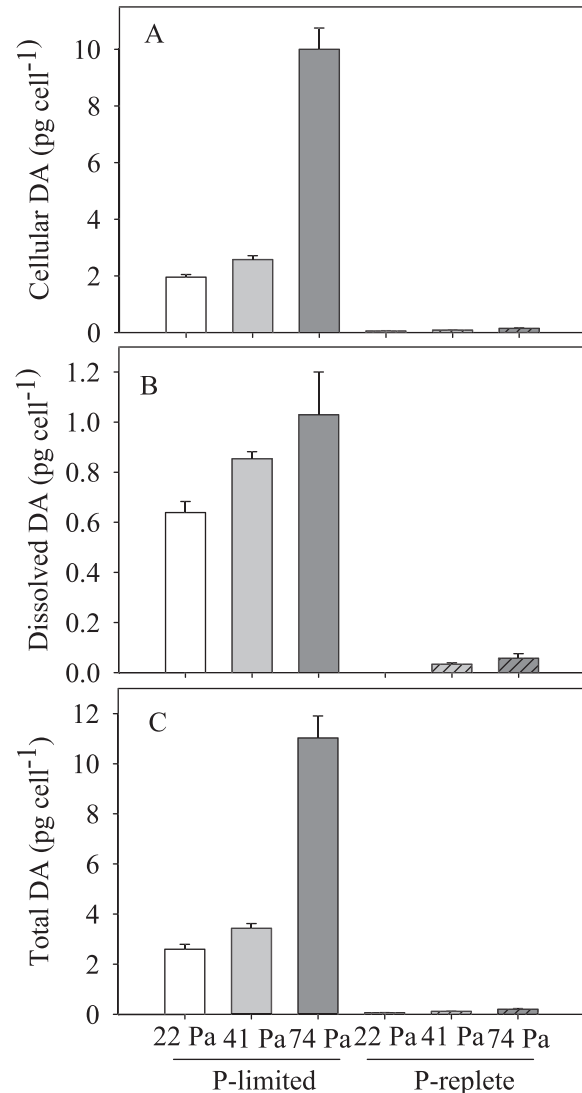 A
Cellular DA (pg cell-1)
10
8
6
4
2
0
B
Dissolved DA (pg cell-1)
1.2
1.0
0.8
0.6
0.4
0.2
0.0
C
Total DA (pg cell-1)
12
10
8
6
4
2
0
22 Pa 41 Pa 74 Pa 22 Pa 41 Pa 74 Pa
P-limited P-replete